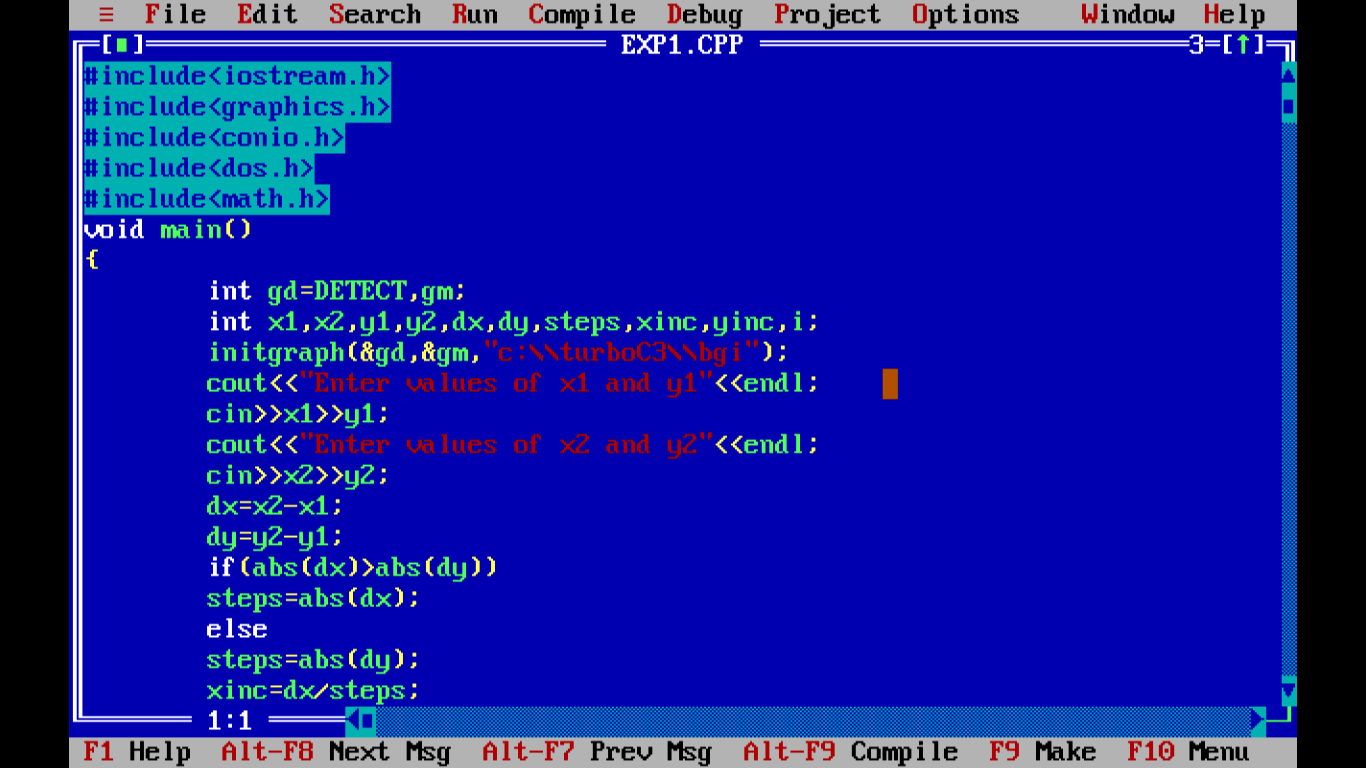 ≡ File Edit Search Run Compile Debug Project Options Window Help
[■] EXP1.CPP 3=[↑]
#include<iostream.h>
#include<graphics.h>
#include<conio.h>
#include<dos.h>
#include<math.h>
void main()
{
int gd=DETECT,gm;
int x1,x2,y1,y2,dx,dy,steps,xinc,yinc,i;
initgraph(&gd,&gm,"c:\\turboC3\\bgi");
cout<<"Enter values of x1 and y1"<<endl;
cin>>x1>>y1;
cout<<"Enter values of x2 and y2"<<endl;
cin>>x2>>y2;
dx=x2-x1;
dy=y2-y1;
if(abs(dx)>abs(dy))
steps=abs(dx);
else
steps=abs(dy);
xinc=dx/steps;
1:1
F1 Help Alt-F8 Next Msg Alt-F7 Prev Msg Alt-F9 Compile F9 Make F10 Menu